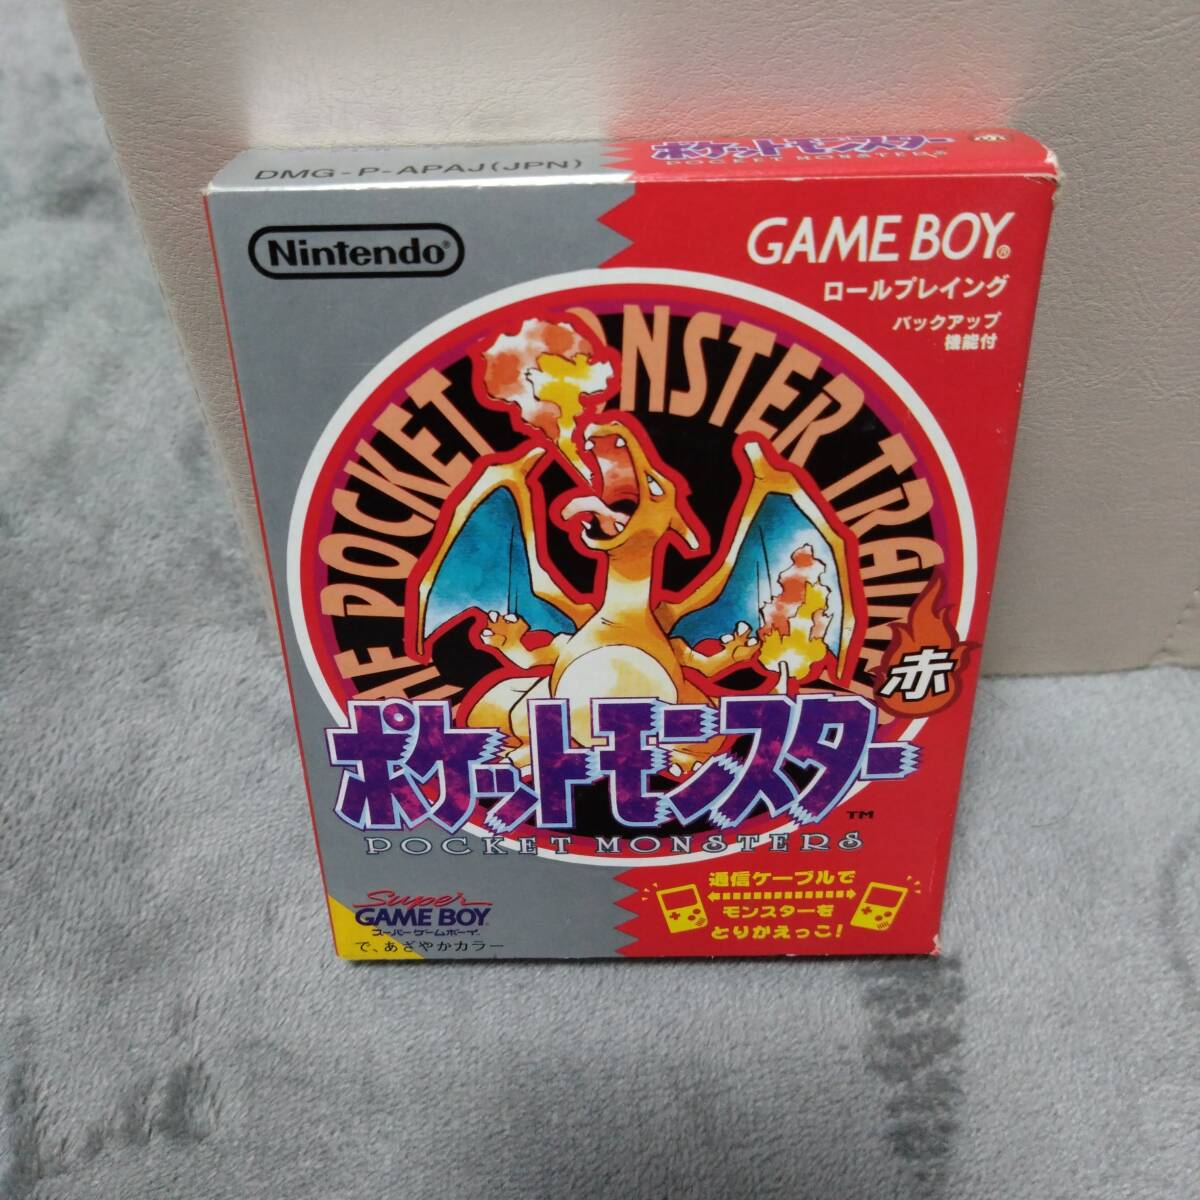 DMG-P-APAJ(JPN)
ポケットモンスター
POCKET MONSTERS
赤
Nintendo®
GAME BOY®
ロールプレイング
バックアップ
機能付
POCKET MONSTER TRAINE
赤
ポケットモンスター
TM
POCKET MONSTERS
通信ケーブルで
モンスターを
とりかえっこ!
Super
GAME BOY
スーパーゲームボーイ
で、あざやかカラー